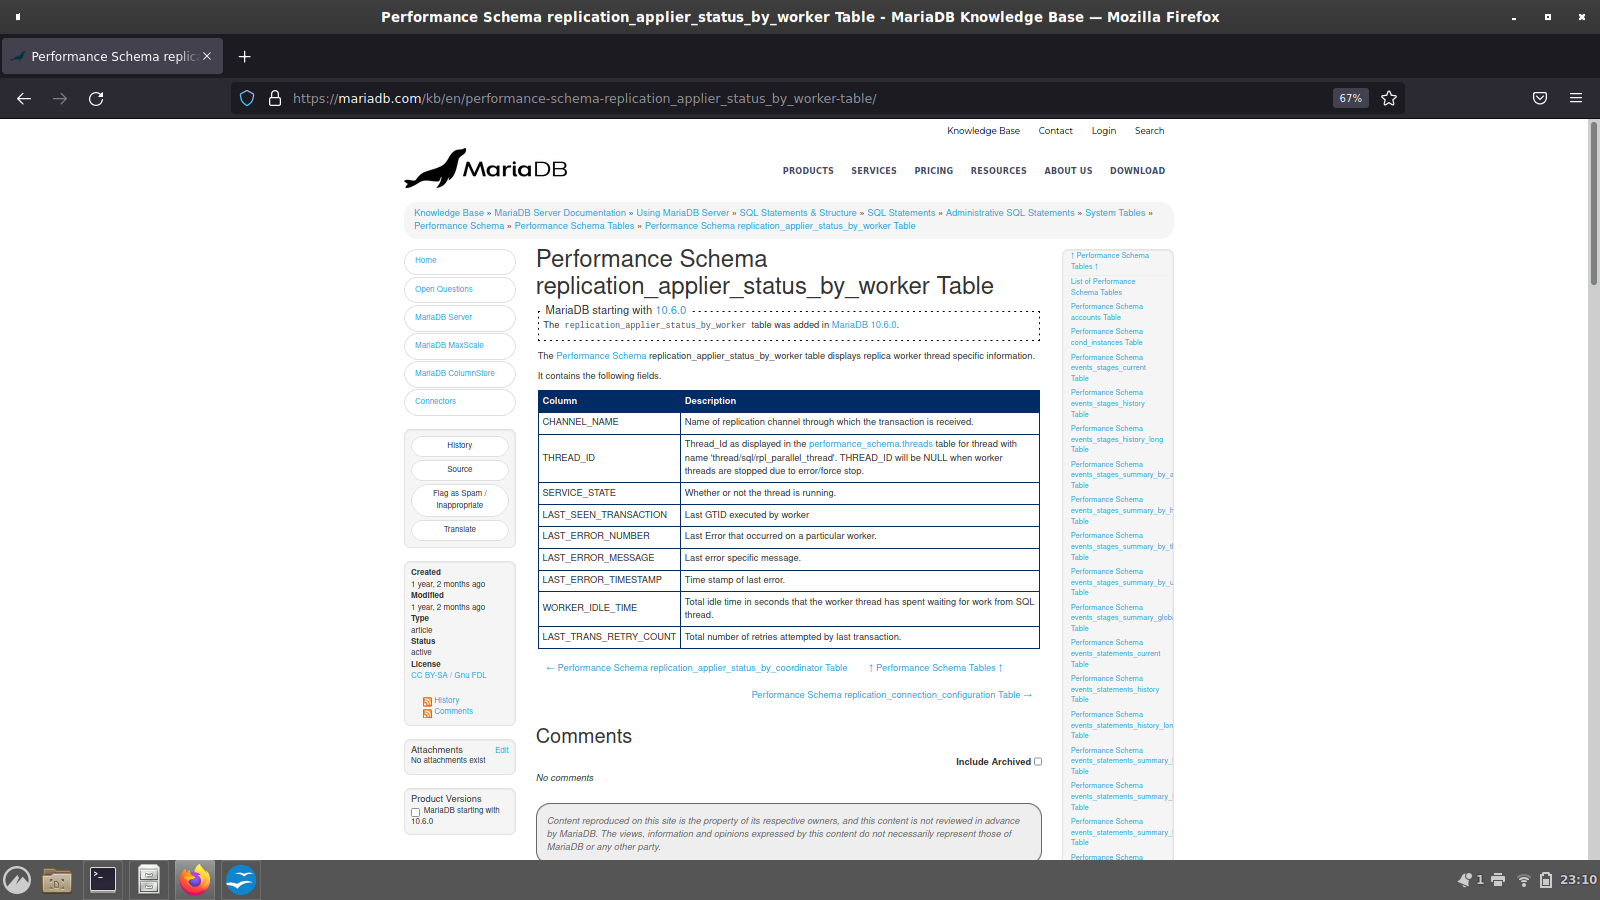 Performance Schema replication_applier_status_by_worker Table - MariaDB Knowledge Base — Mozilla Firefox
Performance Schema replic
https://mariadb.com/kb/en/performance-schema-replication_applier_status_by_worker-table/
67%
Knowledge Base Contact Login Search
MariaDB
PRODUCTS SERVICES PRICING RESOURCES ABOUT US DOWNLOAD
Knowledge Base » MariaDB Server Documentation » Using MariaDB Server » SQL Statements & Structure » SQL Statements » Administrative SQL Statements » System Tables »
Performance Schema » Performance Schema Tables » Performance Schema replication_applier_status_by_worker Table
Home
Open Questions
MariaDB Server
MariaDB MaxScale
MariaDB ColumnStore
Connectors
History
Source
Flag as Spam /
Inappropriate
Translate
Created
1 year, 2 months ago
Modified
1 year, 2 months ago
Type
article
Status
active
License
CC BY-SA / Gnu FDL
History
Comments
Attachments Edit
No attachments exist
Product Versions
MariaDB starting with
10.6.0
Performance Schema
replication_applier_status_by_worker Table
MariaDB starting with 10.6.0
The replication_applier_status_by_worker table was added in MariaDB 10.6.0.
The Performance Schema replication_applier_status_by_worker table displays replica worker thread specific information.
It contains the following fields.
Column Description
CHANNEL_NAME Name of replication channel through which the transaction is received.
THREAD_ID Thread_Id as displayed in the performance_schema.threads table for thread with
name 'thread/sql/rpl_parallel_thread'. THREAD_ID will be NULL when worker
threads are stopped due to error/force stop.
SERVICE_STATE Whether or not the thread is running.
LAST_SEEN_TRANSACTION Last GTID executed by worker
LAST_ERROR_NUMBER Last Error that occurred on a particular worker.
LAST_ERROR_MESSAGE Last error specific message.
LAST_ERROR_TIMESTAMP Time stamp of last error.
WORKER_IDLE_TIME Total idle time in seconds that the worker thread has spent waiting for work from SQL
thread.
LAST_TRANS_RETRY_COUNT Total number of retries attempted by last transaction.
← Performance Schema replication_applier_status_by_coordinator Table ↑ Performance Schema Tables ↑
Performance Schema replication_connection_configuration Table →
Comments
Include Archived
No comments
Content reproduced on this site is the property of its respective owners, and this content is not reviewed in advance
by MariaDB. The views, information and opinions expressed by this content do not necessarily represent those of
MariaDB or any other party.
↑ Performance Schema
Tables ↑
List of Performance
Schema Tables
Performance Schema
accounts Table
Performance Schema
cond_instances Table
Performance Schema
events_stages_current
Table
Performance Schema
events_stages_history
Table
Performance Schema
events_stages_history_long
Table
Performance Schema
events_stages_summary_by_a
Table
Performance Schema
events_stages_summary_by_h
Table
Performance Schema
events_stages_summary_by_t
Table
Performance Schema
events_stages_summary_by_u
Table
Performance Schema
events_stages_summary_globa
Table
Performance Schema
events_statements_current
Table
Performance Schema
events_statements_history
Table
Performance Schema
events_statements_history_lon
Table
Performance Schema
events_statements_summary_
Table
Performance Schema
events_statements_summary_
Table
Performance Schema
events_statements_summary_
Table
Performance Schema
1
23:10